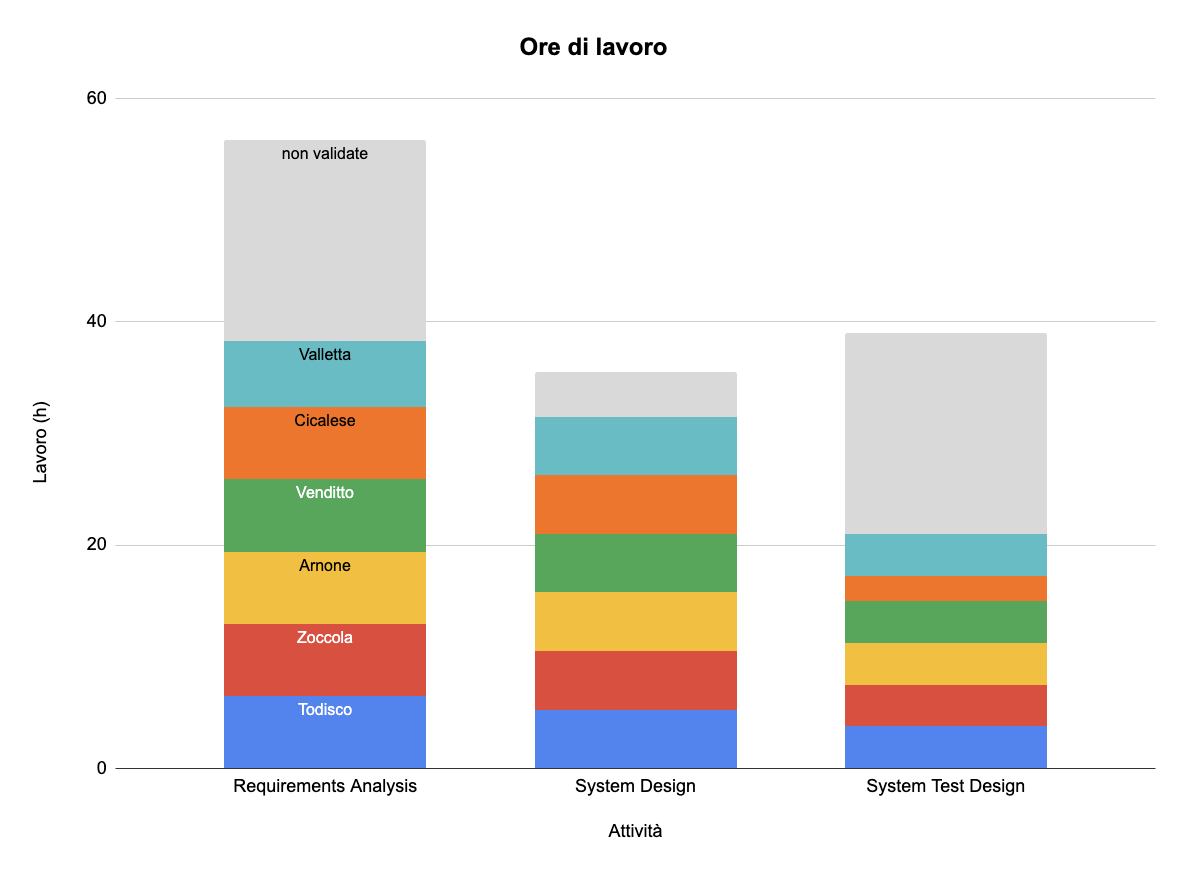 Ore di lavoro
60
non validate
40
Valletta
Cicalese
Venditto
20
Arnone
Zoccola
Todisco
0
Lavoro (h)
Requirements Analysis
System Design
System Test Design
Attività